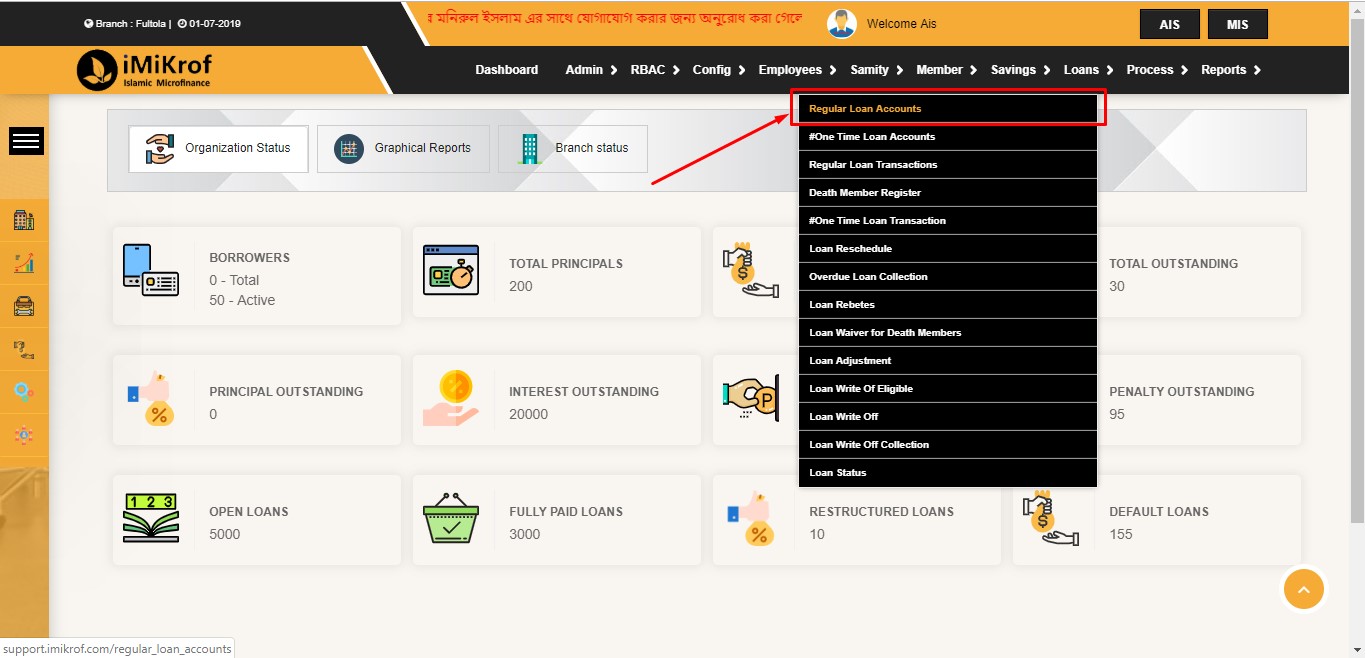 Branch : Fultola | 01-07-2019
মনিরুল ইসলাম এর সাথে যোগাযোগ করার জন্য অনুরোধ করা গেলে
Welcome Ais
AIS
MIS
iMiKrof
Islamic Microfinance
Dashboard Admin RBAC Config Employees Samity Member Savings Loans Process Reports
Regular Loan Accounts
#One Time Loan Accounts
Regular Loan Transactions
Death Member Register
#One Time Loan Transaction
Loan Reschedule
Overdue Loan Collection
Loan Rebetes
Loan Waiver for Death Members
Loan Adjustment
Loan Write Of Eligible
Loan Write Off
Loan Write Off Collection
Loan Status
Organization Status
Graphical Reports
Branch status
BORROWERS
0 - Total
50 - Active
TOTAL PRINCIPALS
200
TOTAL OUTSTANDING
30
PRINCIPAL OUTSTANDING
0
INTEREST OUTSTANDING
20000
PENALTY OUTSTANDING
95
1 2 3
OPEN LOANS
5000
FULLY PAID LOANS
3000
RESTRUCTURED LOANS
10
DEFAULT LOANS
155
support.imikrof.com/regular_loan_accounts